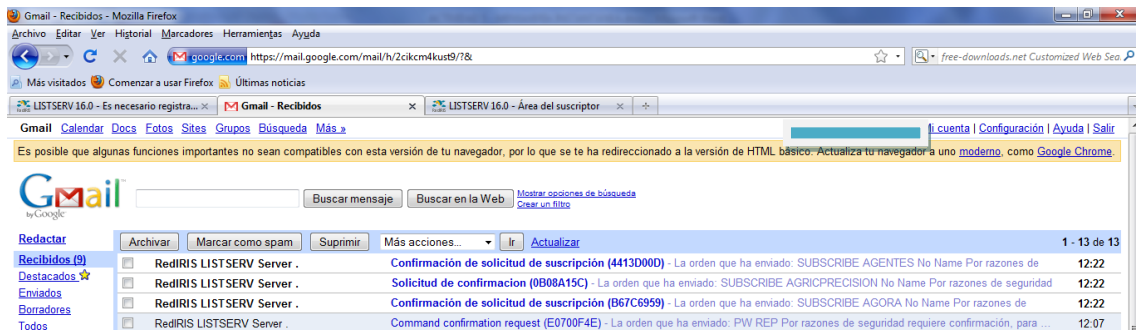 Gmail - Recibidos - Mozilla Firefox
Archivo Editar Ver Historial Marcadores Herramientas Ayuda
google.com https://mail.google.com/mail/h/2cikcm4kust9/?& free-downloads.net Customized Web Sea
Más visitados Comenzar a usar Firefox Últimas noticias
LISTSERV 16.0 - Es necesario registra... Gmail - Recibidos LISTSERV 16.0 - Área del suscriptor
Gmail Calendar Docs Fotos Sites Grupos Búsqueda Más » i cuenta | Configuración | Ayuda | Salir
Es posible que algunas funciones importantes no sean compatibles con esta versión de tu navegador, por lo que se te ha redireccionado a la versión de HTML básico. Actualiza tu navegador a uno moderno, como Google Chrome.
Gmail by Google Buscar mensaje Buscar en la Web Mostrar opciones de búsqueda
Crear un filtro
Redactar Archivar Marcar como spam Suprimir Más acciones... Ir Actualizar 1 - 13 de 13
Recibidos (9) RedIRIS LISTSERV Server . Confirmación de solicitud de suscripción (4413D00D) - La orden que ha enviado: SUBSCRIBE AGENTES No Name Por razones de 12:22
Destacados RedIRIS LISTSERV Server . Solicitud de confirmacion (0B08A15C) - La orden que ha enviado: SUBSCRIBE AGRICPRECISION No Name Por razones de seguridad 12:22
Enviados
Borradores RedIRIS LISTSERV Server . Confirmación de solicitud de suscripción (B67C6959) - La orden que ha enviado: SUBSCRIBE AGORA No Name Por razones de 12:22
Todos RedIRIS LISTSERV Server . Command confirmation request (E0700F4E) - La orden que ha enviado: PW REP Por razones de seguridad requiere confirmación, para ... 12:07